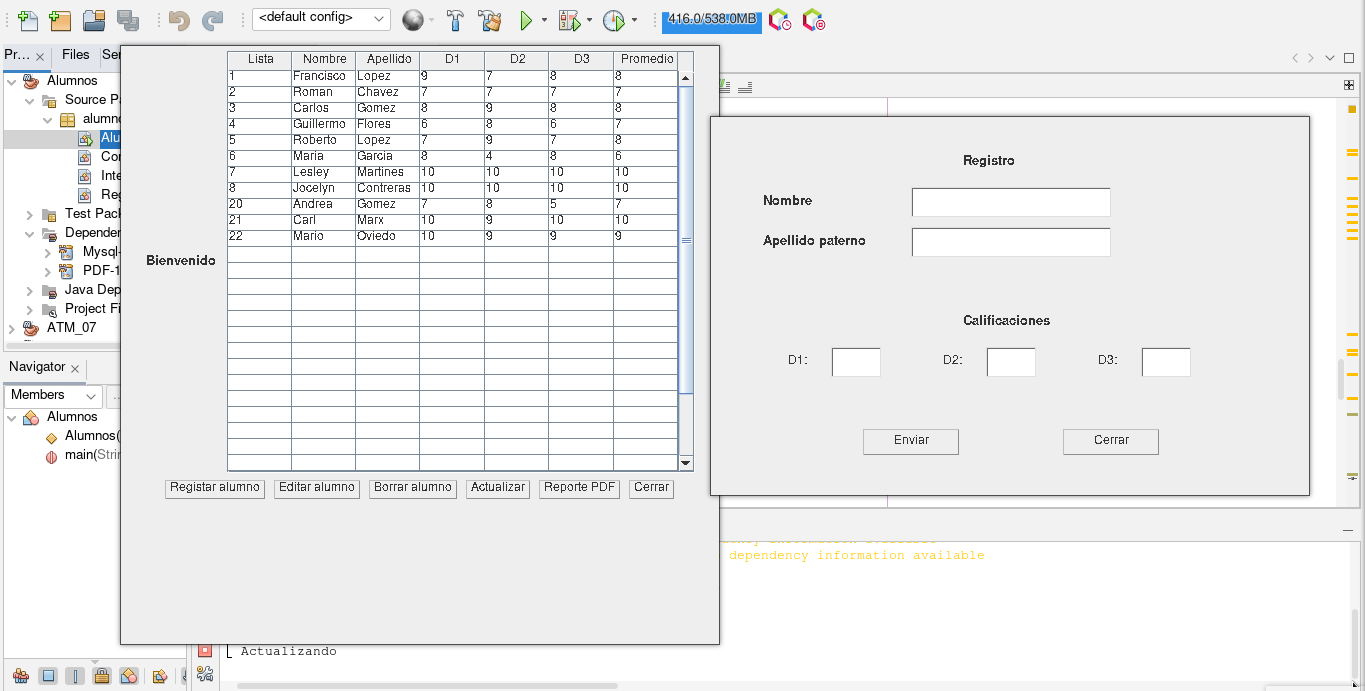 <default config>
416.0/538.0MB
Pr...
Files
Alumnos
Source Pa
alumno
Alu
Con
Inte
Reg
Test Pack
Dependen
Mysql-
PDF-1
Java Dep
Project Fi
ATM_07
Navigator
Members
Alumnos
Alumnos(
main(Strin
Bienvenido
Lista Nombre Apellido D1 D2 D3 Promedio
1 Francisco Lopez 9 7 8 8
2 Roman Chavez 7 7 7 7
3 Carlos Gomez 8 9 8 8
4 Guillermo Flores 6 8 6 7
5 Roberto Lopez 7 9 7 8
6 Maria Garcia 8 4 8 6
7 Lesley Martines 10 10 10 10
8 Jocelyn Contreras 10 10 10 10
20 Andrea Gomez 7 8 5 7
21 Carl Marx 10 9 10 10
22 Mario Oviedo 10 9 9 9
Registar alumno Editar alumno Borrar alumno Actualizar Reporte PDF Cerrar
Registro
Nombre
Apellido paterno
Calificaciones
D1: D2: D3:
Enviar Cerrar
dependency information available
Actualizando